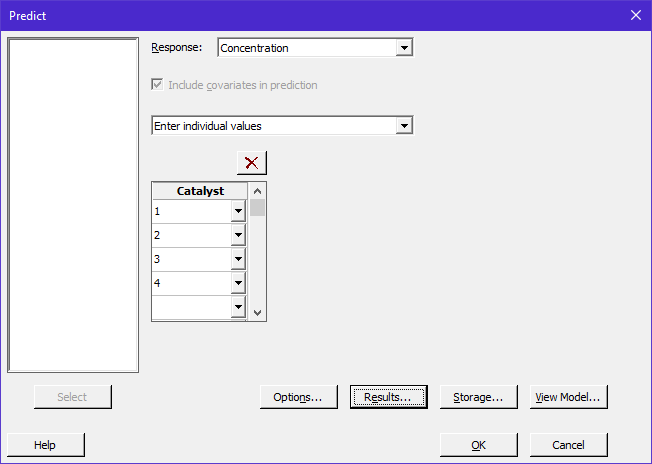 Predict
Response: Concentration
Include covariates in prediction
Enter individual values
Catalyst
1
2
3
4
Select Options... Results... Storage... View Model...
Help OK Cancel